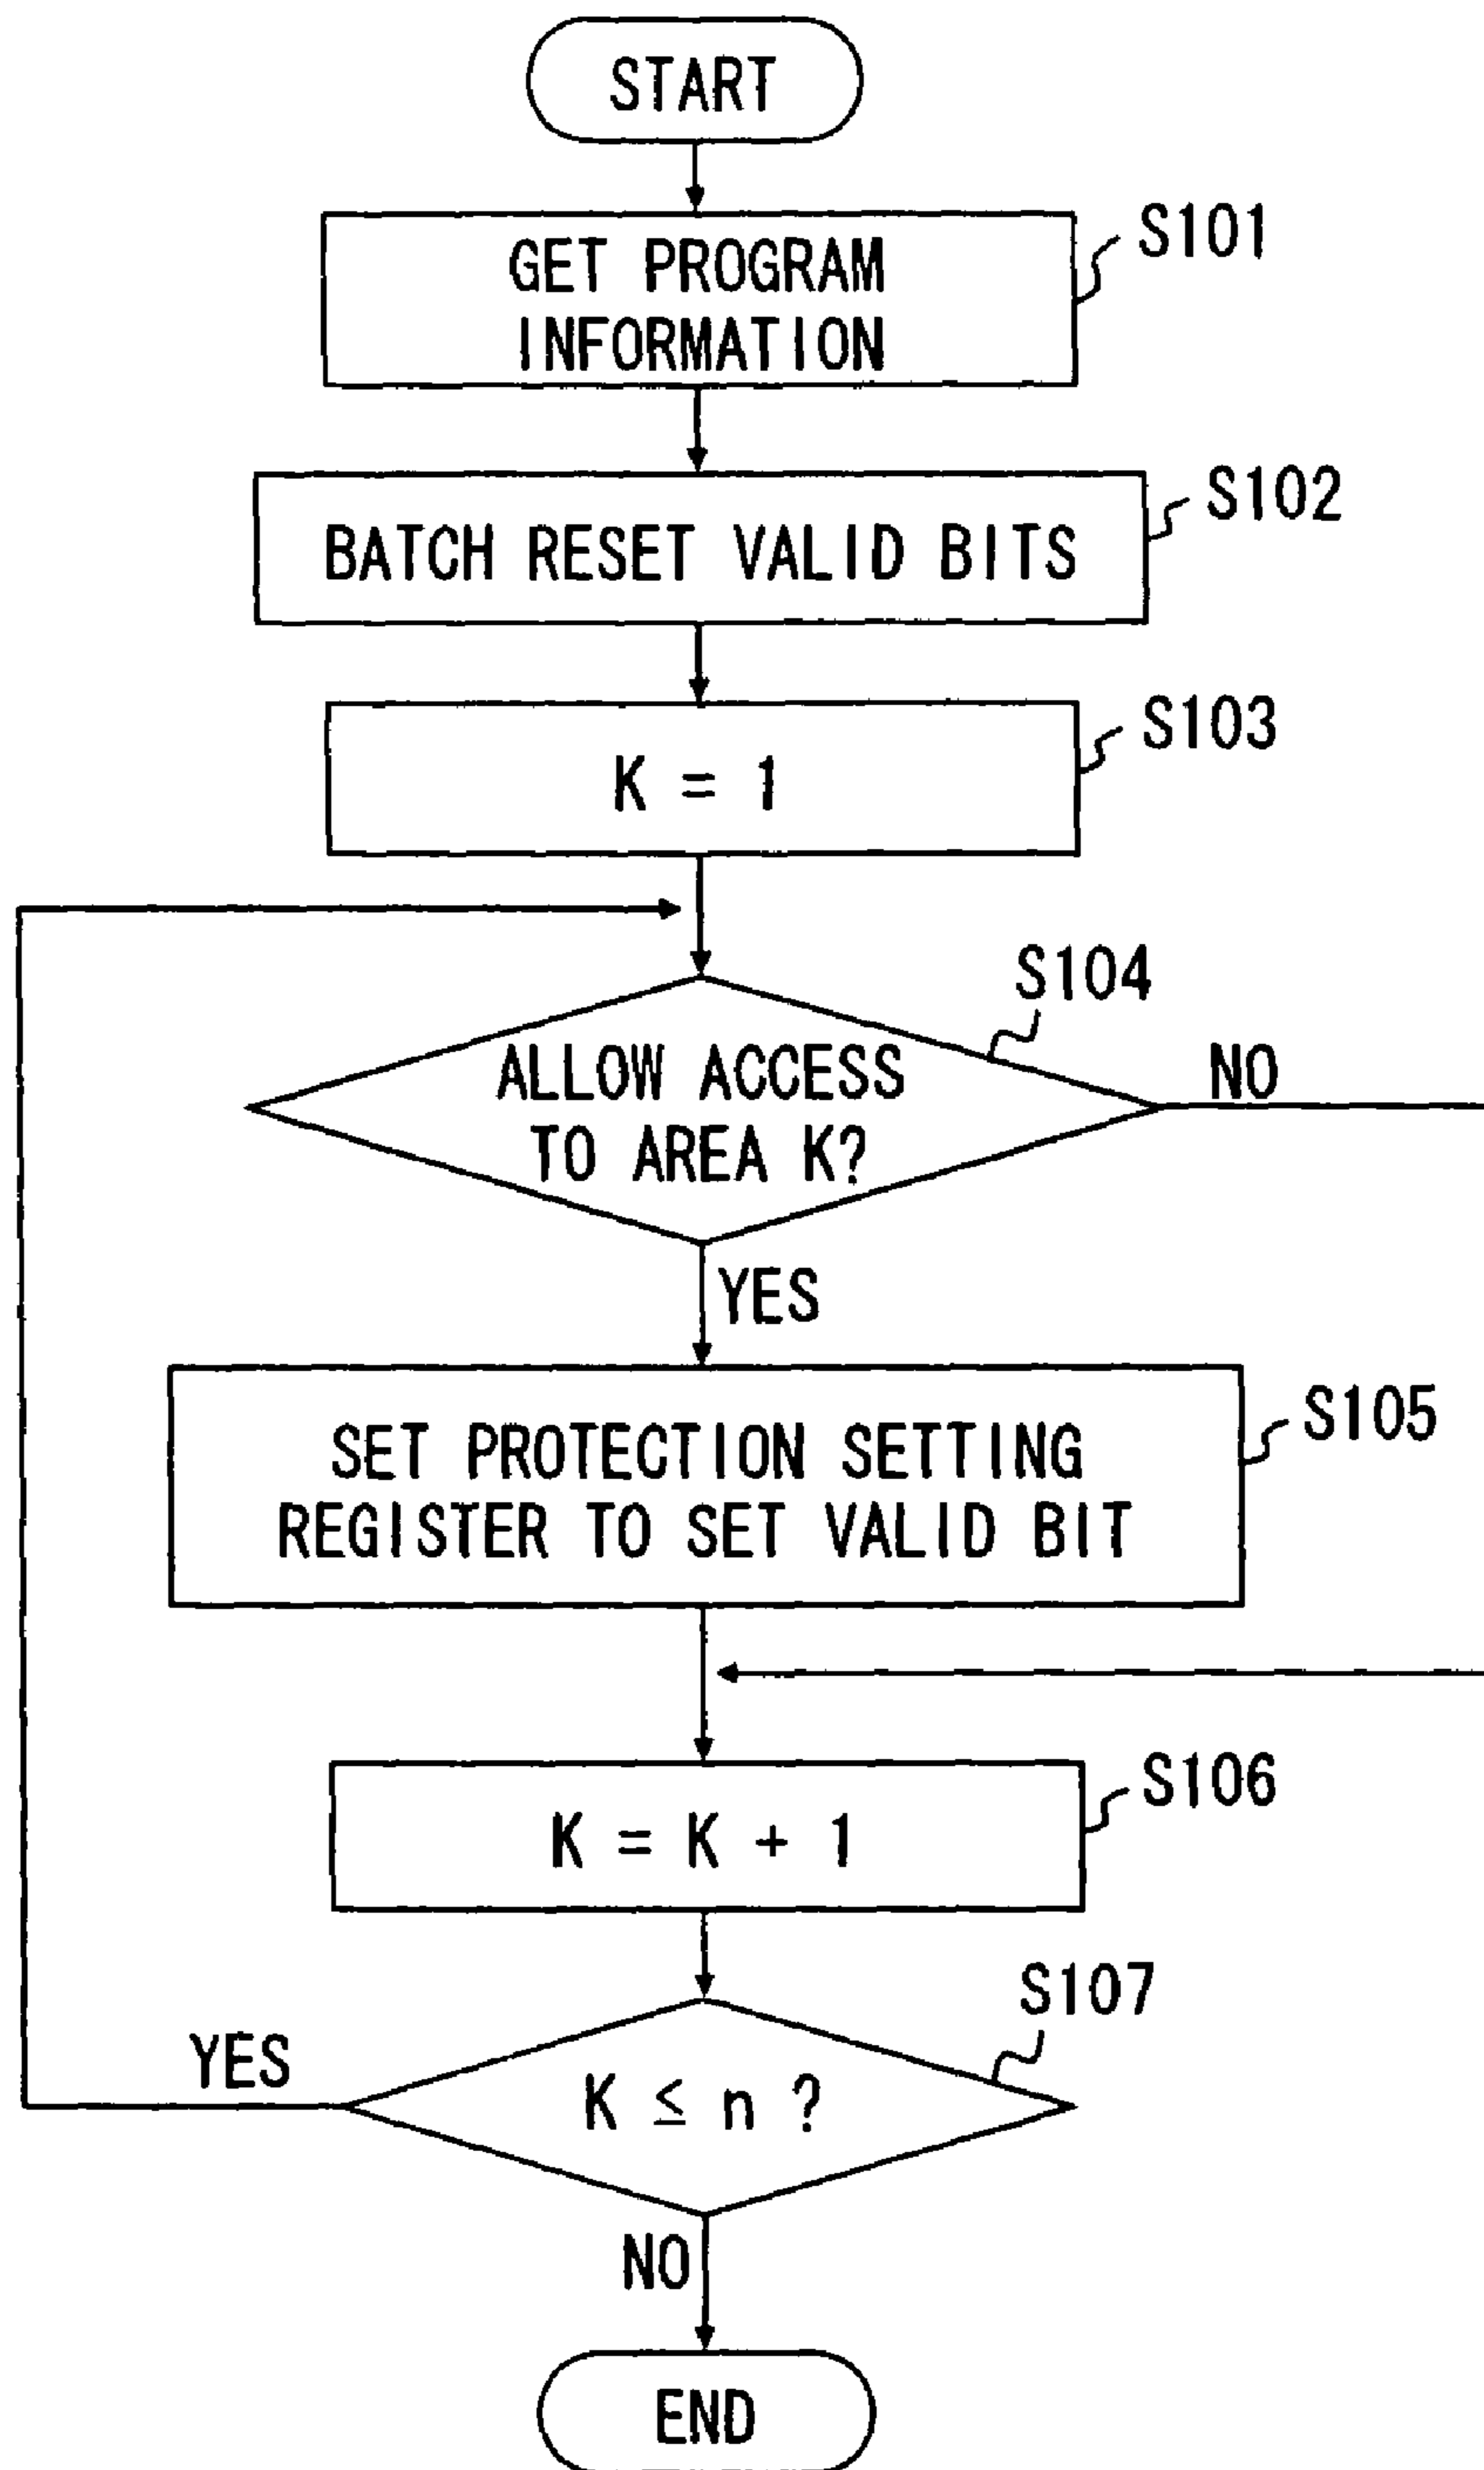 START
GET PROGRAM
INFORMATION
S101
BATCH RESET VALID BITS
S102
K = 1
S103
ALLOW ACCESS
TO AREA K?
S104
NO
YES
SET PROTECTION SETTING
REGISTER TO SET VALID BIT
S105
K = K + 1
S106
K ≤ n ?
S107
YES
NO
END